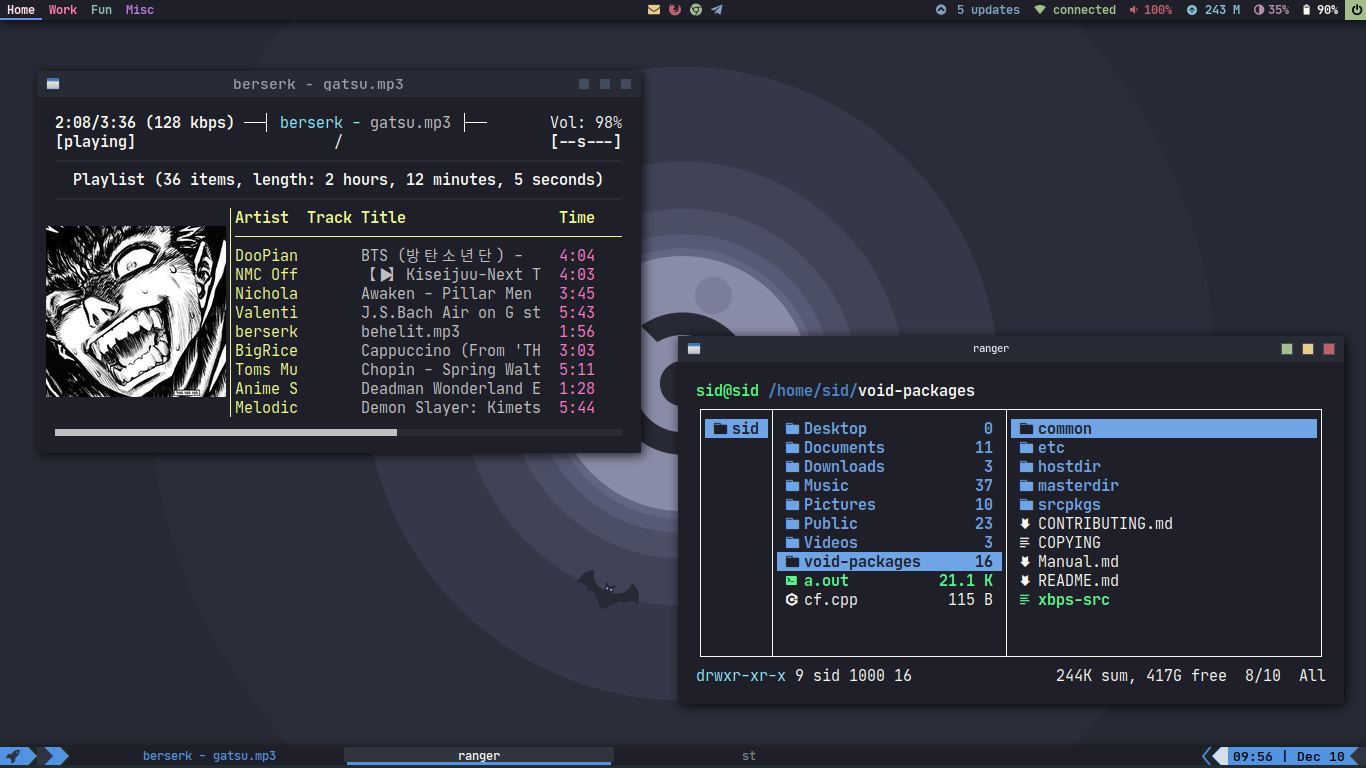 Home Work Fun Misc 5 updates connected 100% 243 M 35% 90%
berserk - gatsu.mp3
2:08/3:36 (128 kbps) ──┤ berserk - gatsu.mp3 ├── Vol: 98%
[playing] / [--s---]
Playlist (36 items, length: 2 hours, 12 minutes, 5 seconds)
Artist Track Title Time
DooPian BTS (방탄소년단) - 4:04
NMC Off 【▶】 Kiseijuu-Next T 4:03
Nichola Awaken - Pillar Men 3:45
Valenti J.S.Bach Air on G st 5:43
berserk behelit.mp3 1:56
BigRice Cappuccino (From 'TH 3:03
Toms Mu Chopin - Spring Walt 5:11
Anime S Deadman Wonderland E 1:28
Melodic Demon Slayer: Kimets 5:44
ranger
sid@sid /home/sid/void-packages
sid Desktop 0 common
Documents 11 etc
Downloads 3 hostdir
Music 37 masterdir
Pictures 10 srcpkgs
Public 23 CONTRIBUTING.md
Videos 3 COPYING
void-packages 16 Manual.md
a.out 21.1 K README.md
cf.cpp 115 B xbps-src
drwxr-xr-x 9 sid 1000 16 244K sum, 417G free 8/10 All
berserk - gatsu.mp3 ranger st 09:56 | Dec 10